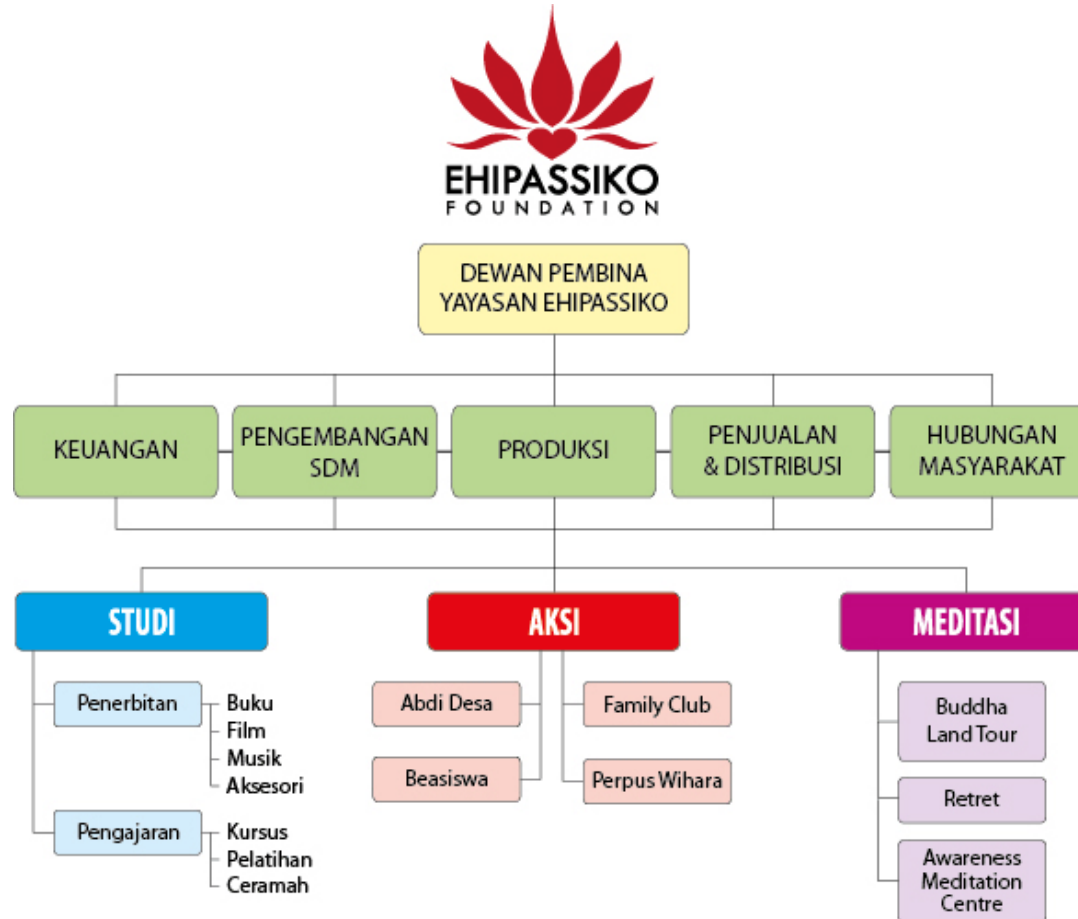 EHIPASSIKO
FOUNDATION
DEWAN PEMBINA
YAYASAN EHIPASSIKO
KEUANGAN
PENGEMBANGAN
SDM
PRODUKSI
PENJUALAN
& DISTRIBUSI
HUBUNGAN
MASYARAKAT
STUDI
Penerbitan
Buku
Film
Musik
Aksesori
Pengajaran
Kursus
Pelatihan
Ceramah
AKSI
Abdi Desa
Family Club
Beasiswa
Perpus Wihara
MEDITASI
Buddha
Land Tour
Retret
Awareness
Meditation
Centre